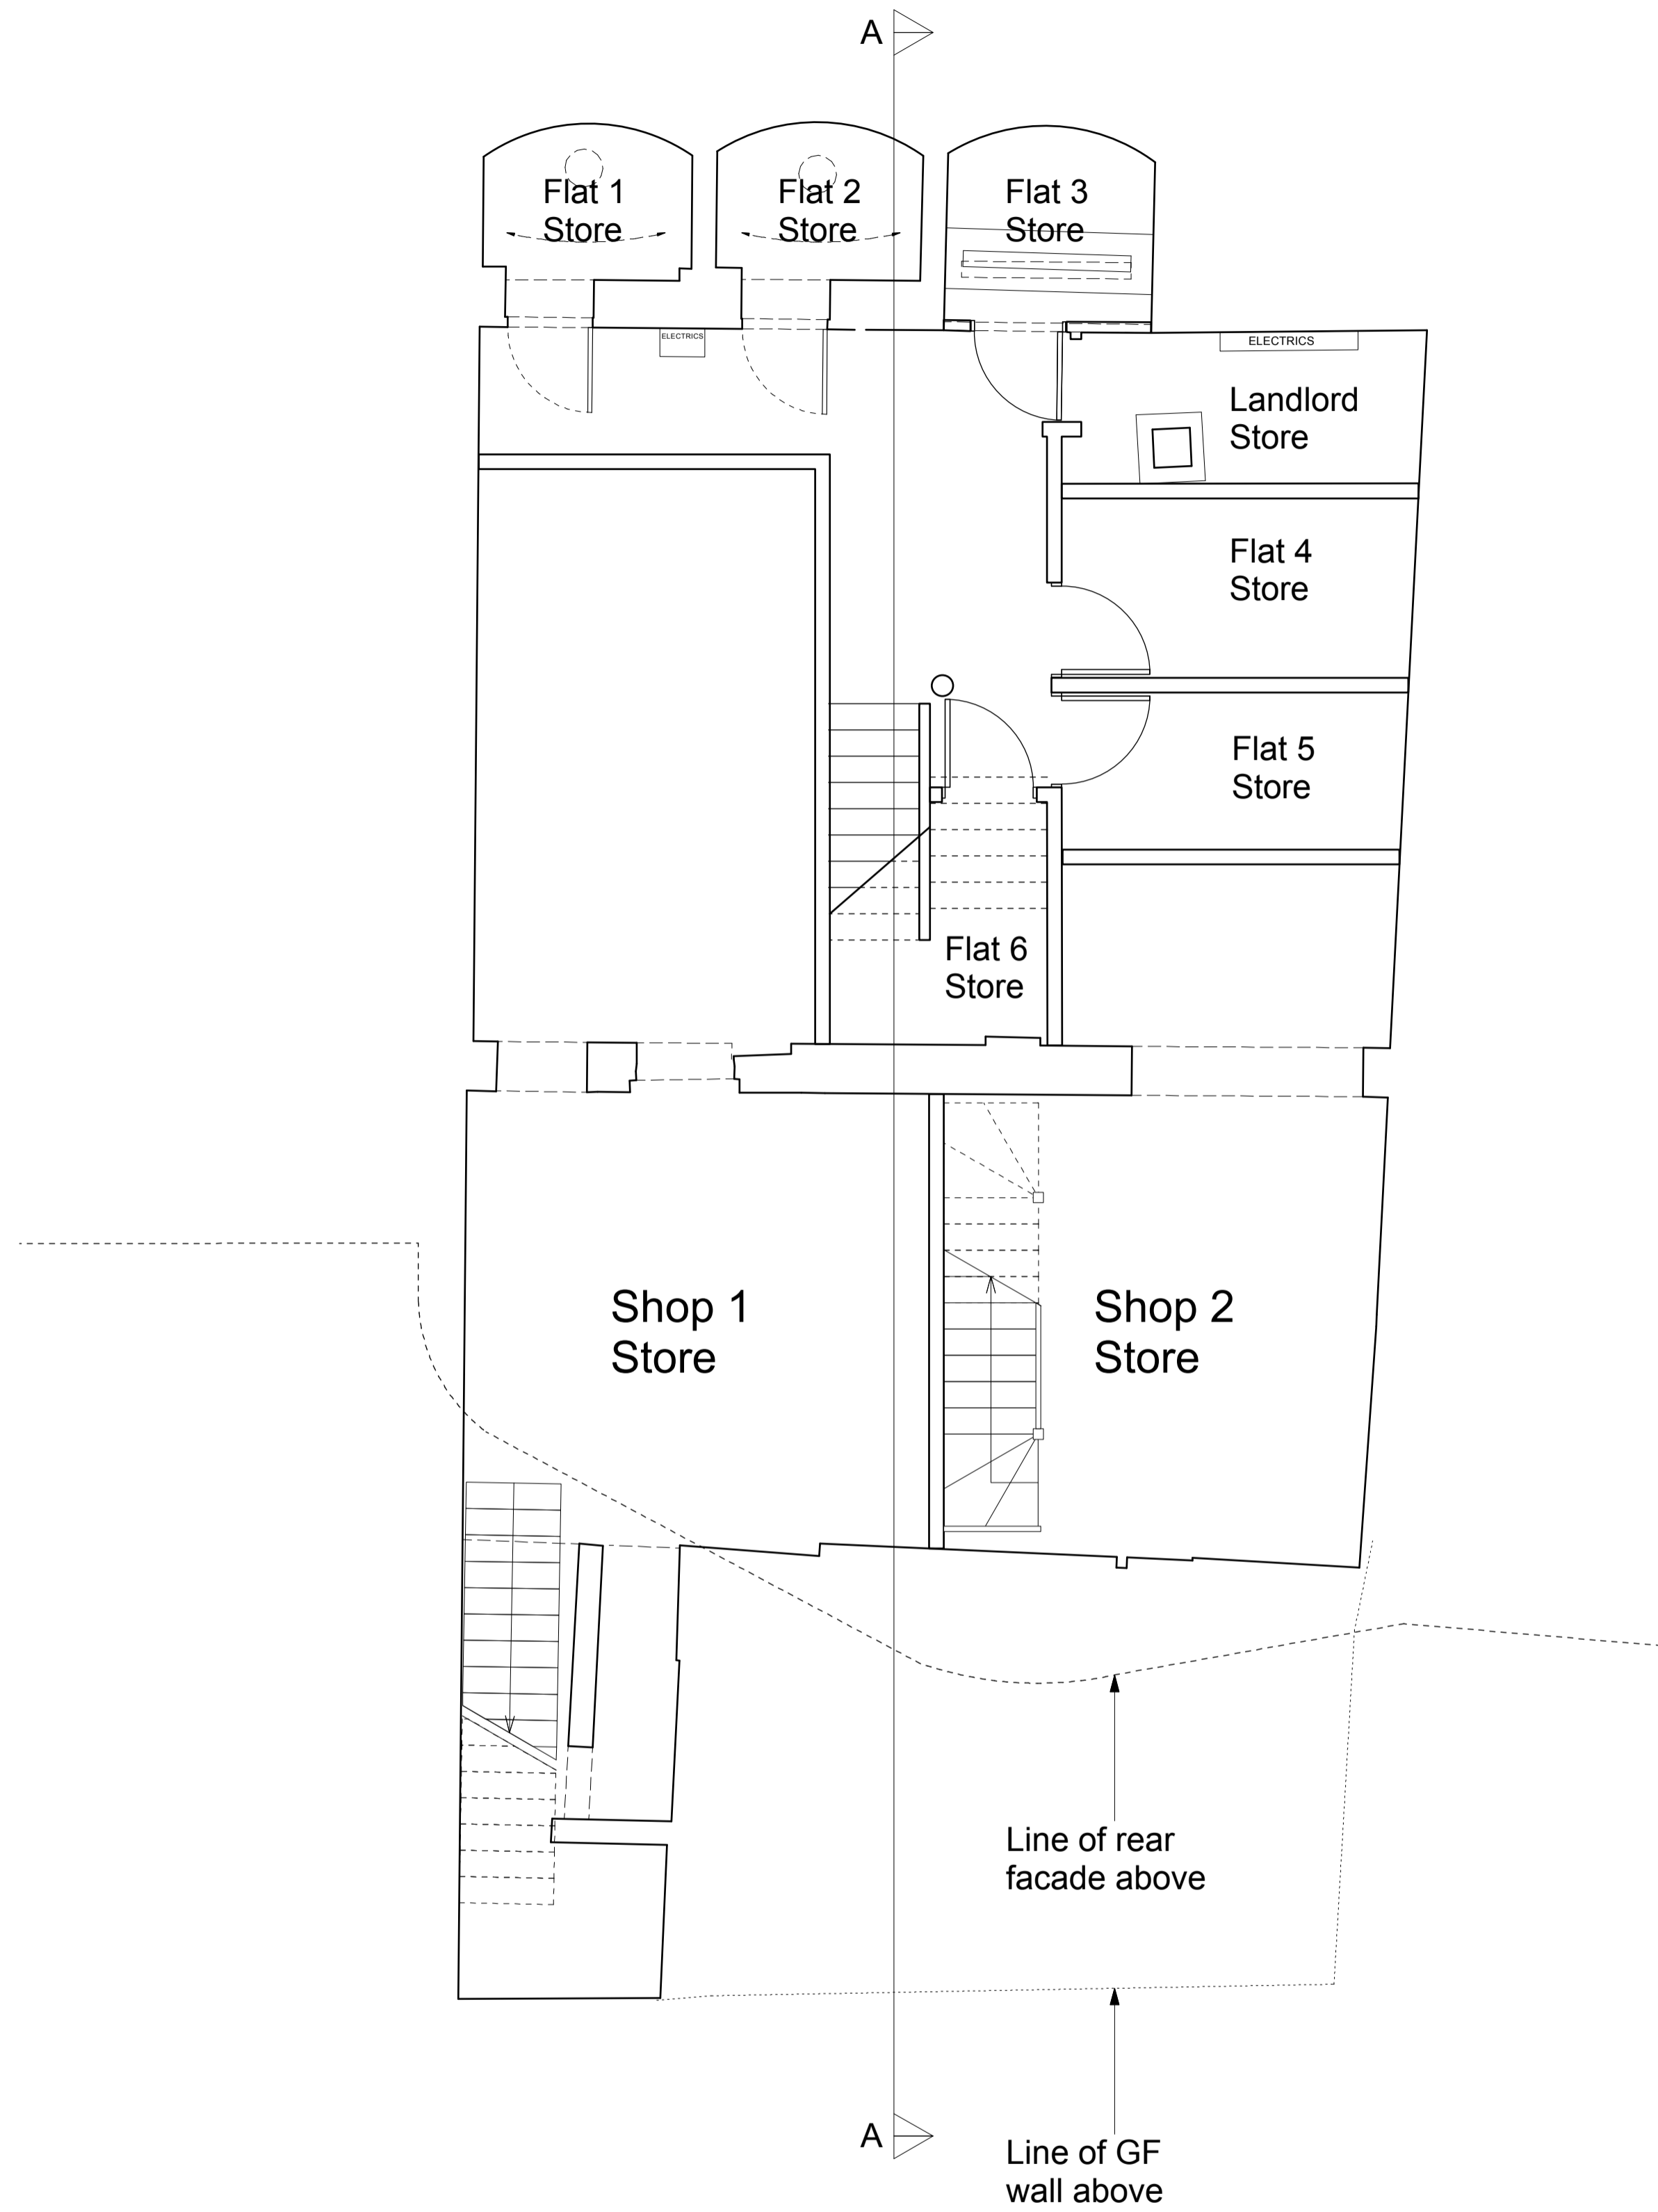 A
Flat 1
Store
Flat 2
Store
Flat 3
Store
ELECTRICS
ELECTRICS
Landlord
Store
Flat 4
Store
Flat 5
Store
Flat 6
Store
Shop 1
Store
Shop 2
Store
Line of rear
facade above
A
Line of GF
wall above